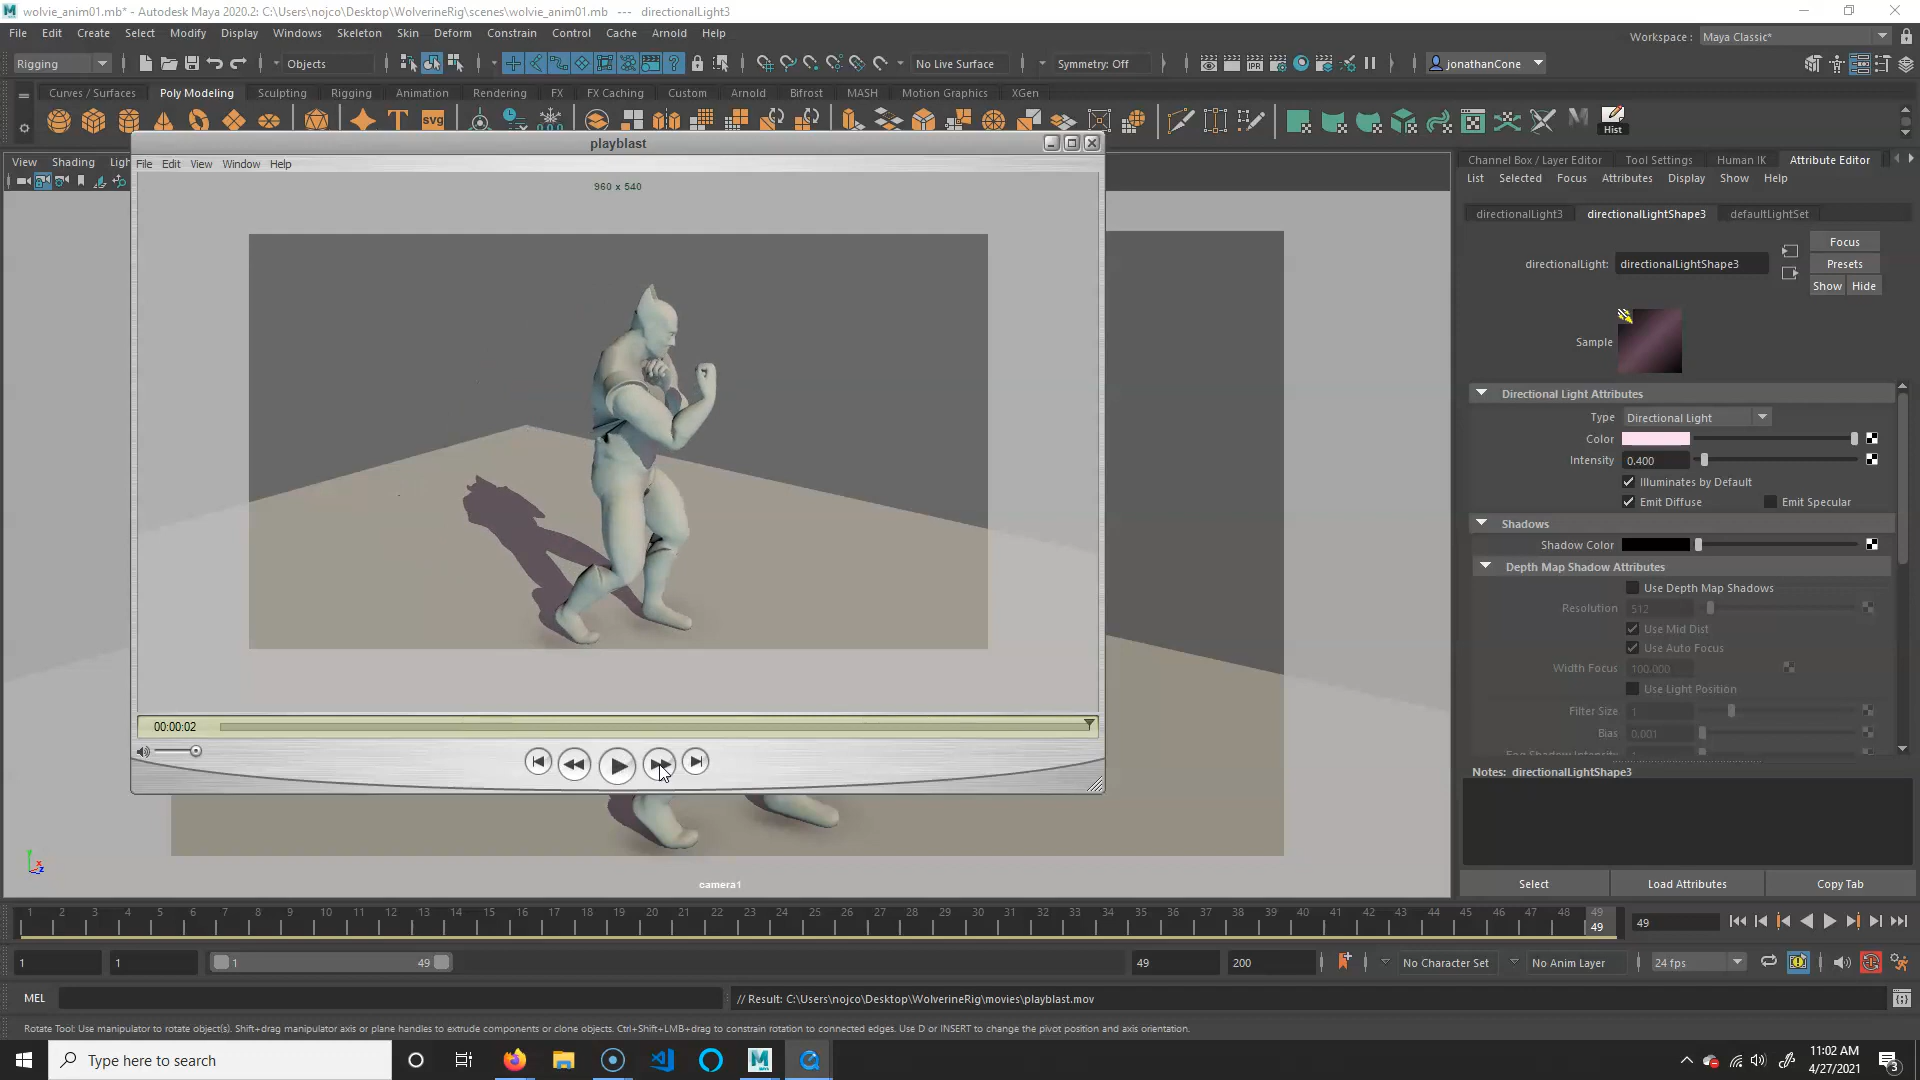 wolvie_anim01.mb* - Autodesk Maya 2020.2: C:\Users\nojco\Desktop\WolverineRig\scenes\wolvie_anim01.mb --- directionalLight3
File Edit Create Select Modify Display Windows Skeleton Skin Deform Constrain Control Cache Arnold Help
Workspace : Maya Classic*
Rigging Objects No Live Surface Symmetry: Off jonathanCone
Curves / Surfaces Poly Modeling Sculpting Rigging Animation Rendering FX FX Caching Custom Arnold Bifrost MASH Motion Graphics XGen
svg Hist
playblast
View Shading Ligh
File Edit View Window Help
960 x 540
00:00:02
camera1
Channel Box / Layer Editor Tool Settings Human IK Attribute Editor
List Selected Focus Attributes Display Show Help
directionalLight3 directionalLightShape3 defaultLightSet
Focus
directionalLight: directionalLightShape3
Presets
Show Hide
Sample
Directional Light Attributes
Type Directional Light
Color
Intensity 0.400
Illuminates by Default
Emit Diffuse Emit Specular
Shadows
Shadow Color
Depth Map Shadow Attributes
Use Depth Map Shadows
Resolution 512
Use Mid Dist
Use Auto Focus
Width Focus 100.000
Use Light Position
Filter Size 1
Bias 0.001
Fog Shadow Intensity
Notes: directionalLightShape3
Select Load Attributes Copy Tab
1 2 3 4 5 6 7 8 9 10 11 12 13 14 15 16 17 18 19 20 21 22 23 24 25 26 27 28 29 30 31 32 33 34 35 36 37 38 39 40 41 42 43 44 45 46 47 48 49
49
49
1 1 1 49 49 200 No Character Set No Anim Layer 24 fps
MEL // Result: C:\Users\nojco\Desktop\WolverineRig\movies\playblast.mov
Rotate Tool: Use manipulator to rotate object(s). Shift+drag manipulator axis or plane handles to extrude components or clone objects. Ctrl+Shift+LMB+drag to constrain rotation to connected edges. Use D or INSERT to change the pivot position and axis orientation.
Type here to search
11:02 AM
4/27/2021
3